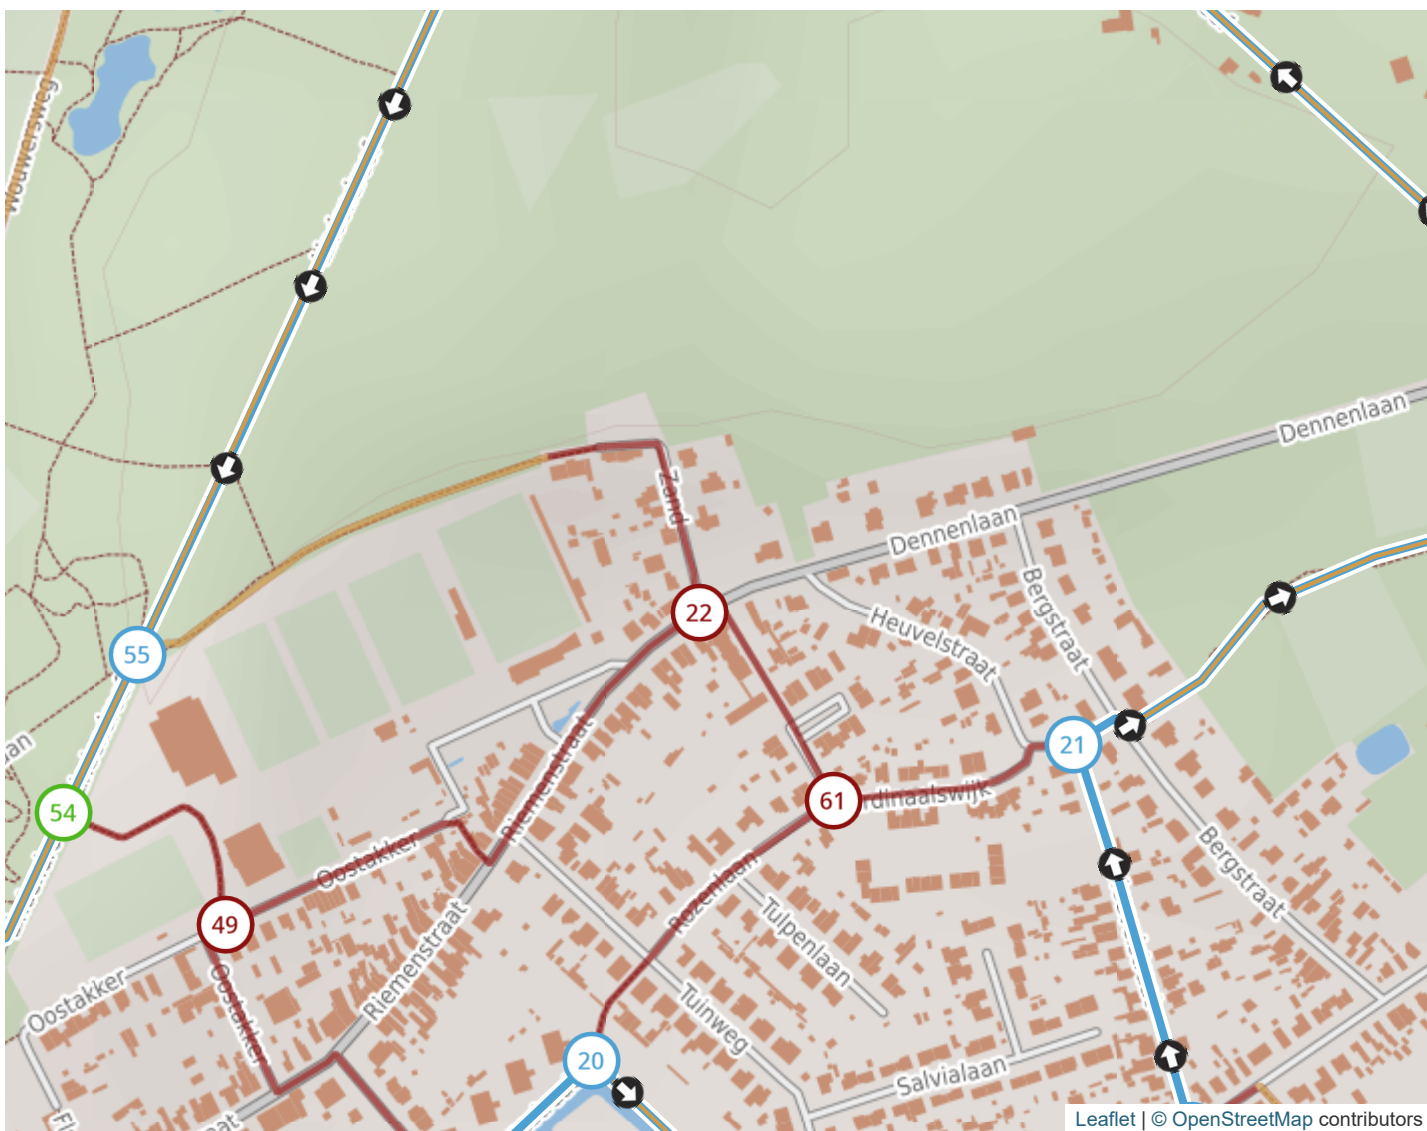 Wouwersweg
Dennenlaan
Zand
Dennenlaan
Bergstraat
Heuvelstraat
22
55
21
Riemenstraat
61
rdinaalswijk
54
Oostakker
Bergstraat
Rozenlaan
49
Tulpenlaan
Riemenstraat
Oostakker
Oostakker
Tuinweg
20
Salvialaan
Leaflet | © OpenStreetMap contributors